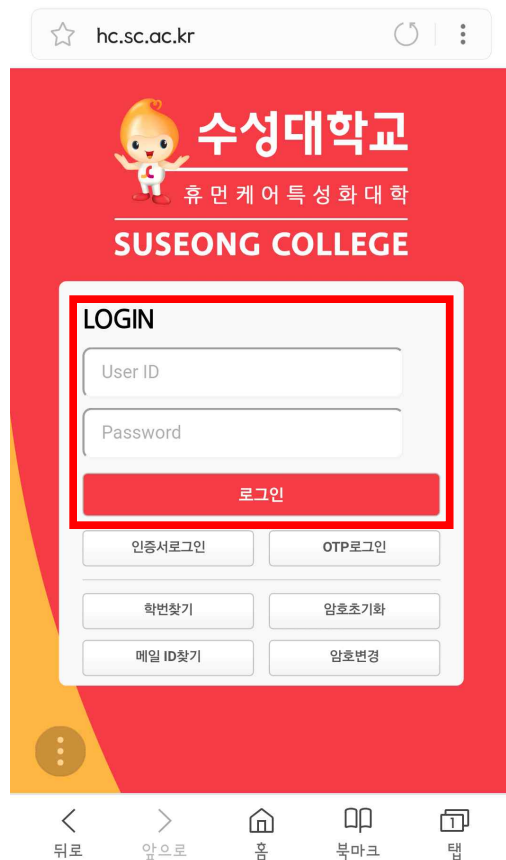 hc.sc.ac.kr
수성대학교
휴먼케어특성화대학
SUSEONG COLLEGE
LOGIN
User ID
Password
로그인
인증서로그인 OTP로그인
학번찾기 암호초기화
메일 ID찾기 암호변경
1
뒤로 앞으로 홈 북마크 탭